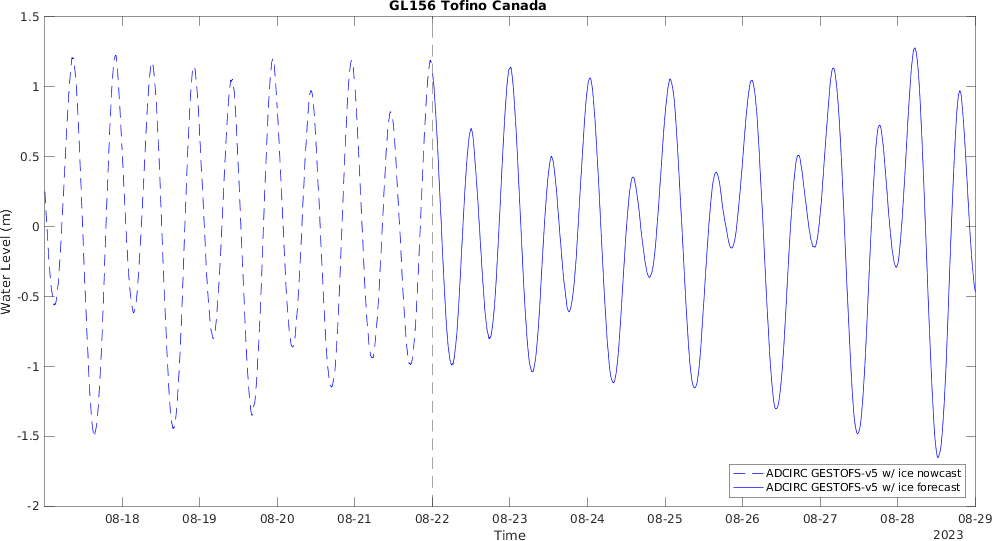 GL156 Tofino Canada
1.5
1
0.5
0
-0.5
-1
-1.5
-2
Water Level (m)
ADCIRC GESTOFS-v5 w/ ice nowcast
ADCIRC GESTOFS-v5 w/ ice forecast
08-18 08-19 08-20 08-21 08-22 08-23 08-24 08-25 08-26 08-27 08-28 08-29
Time
2023